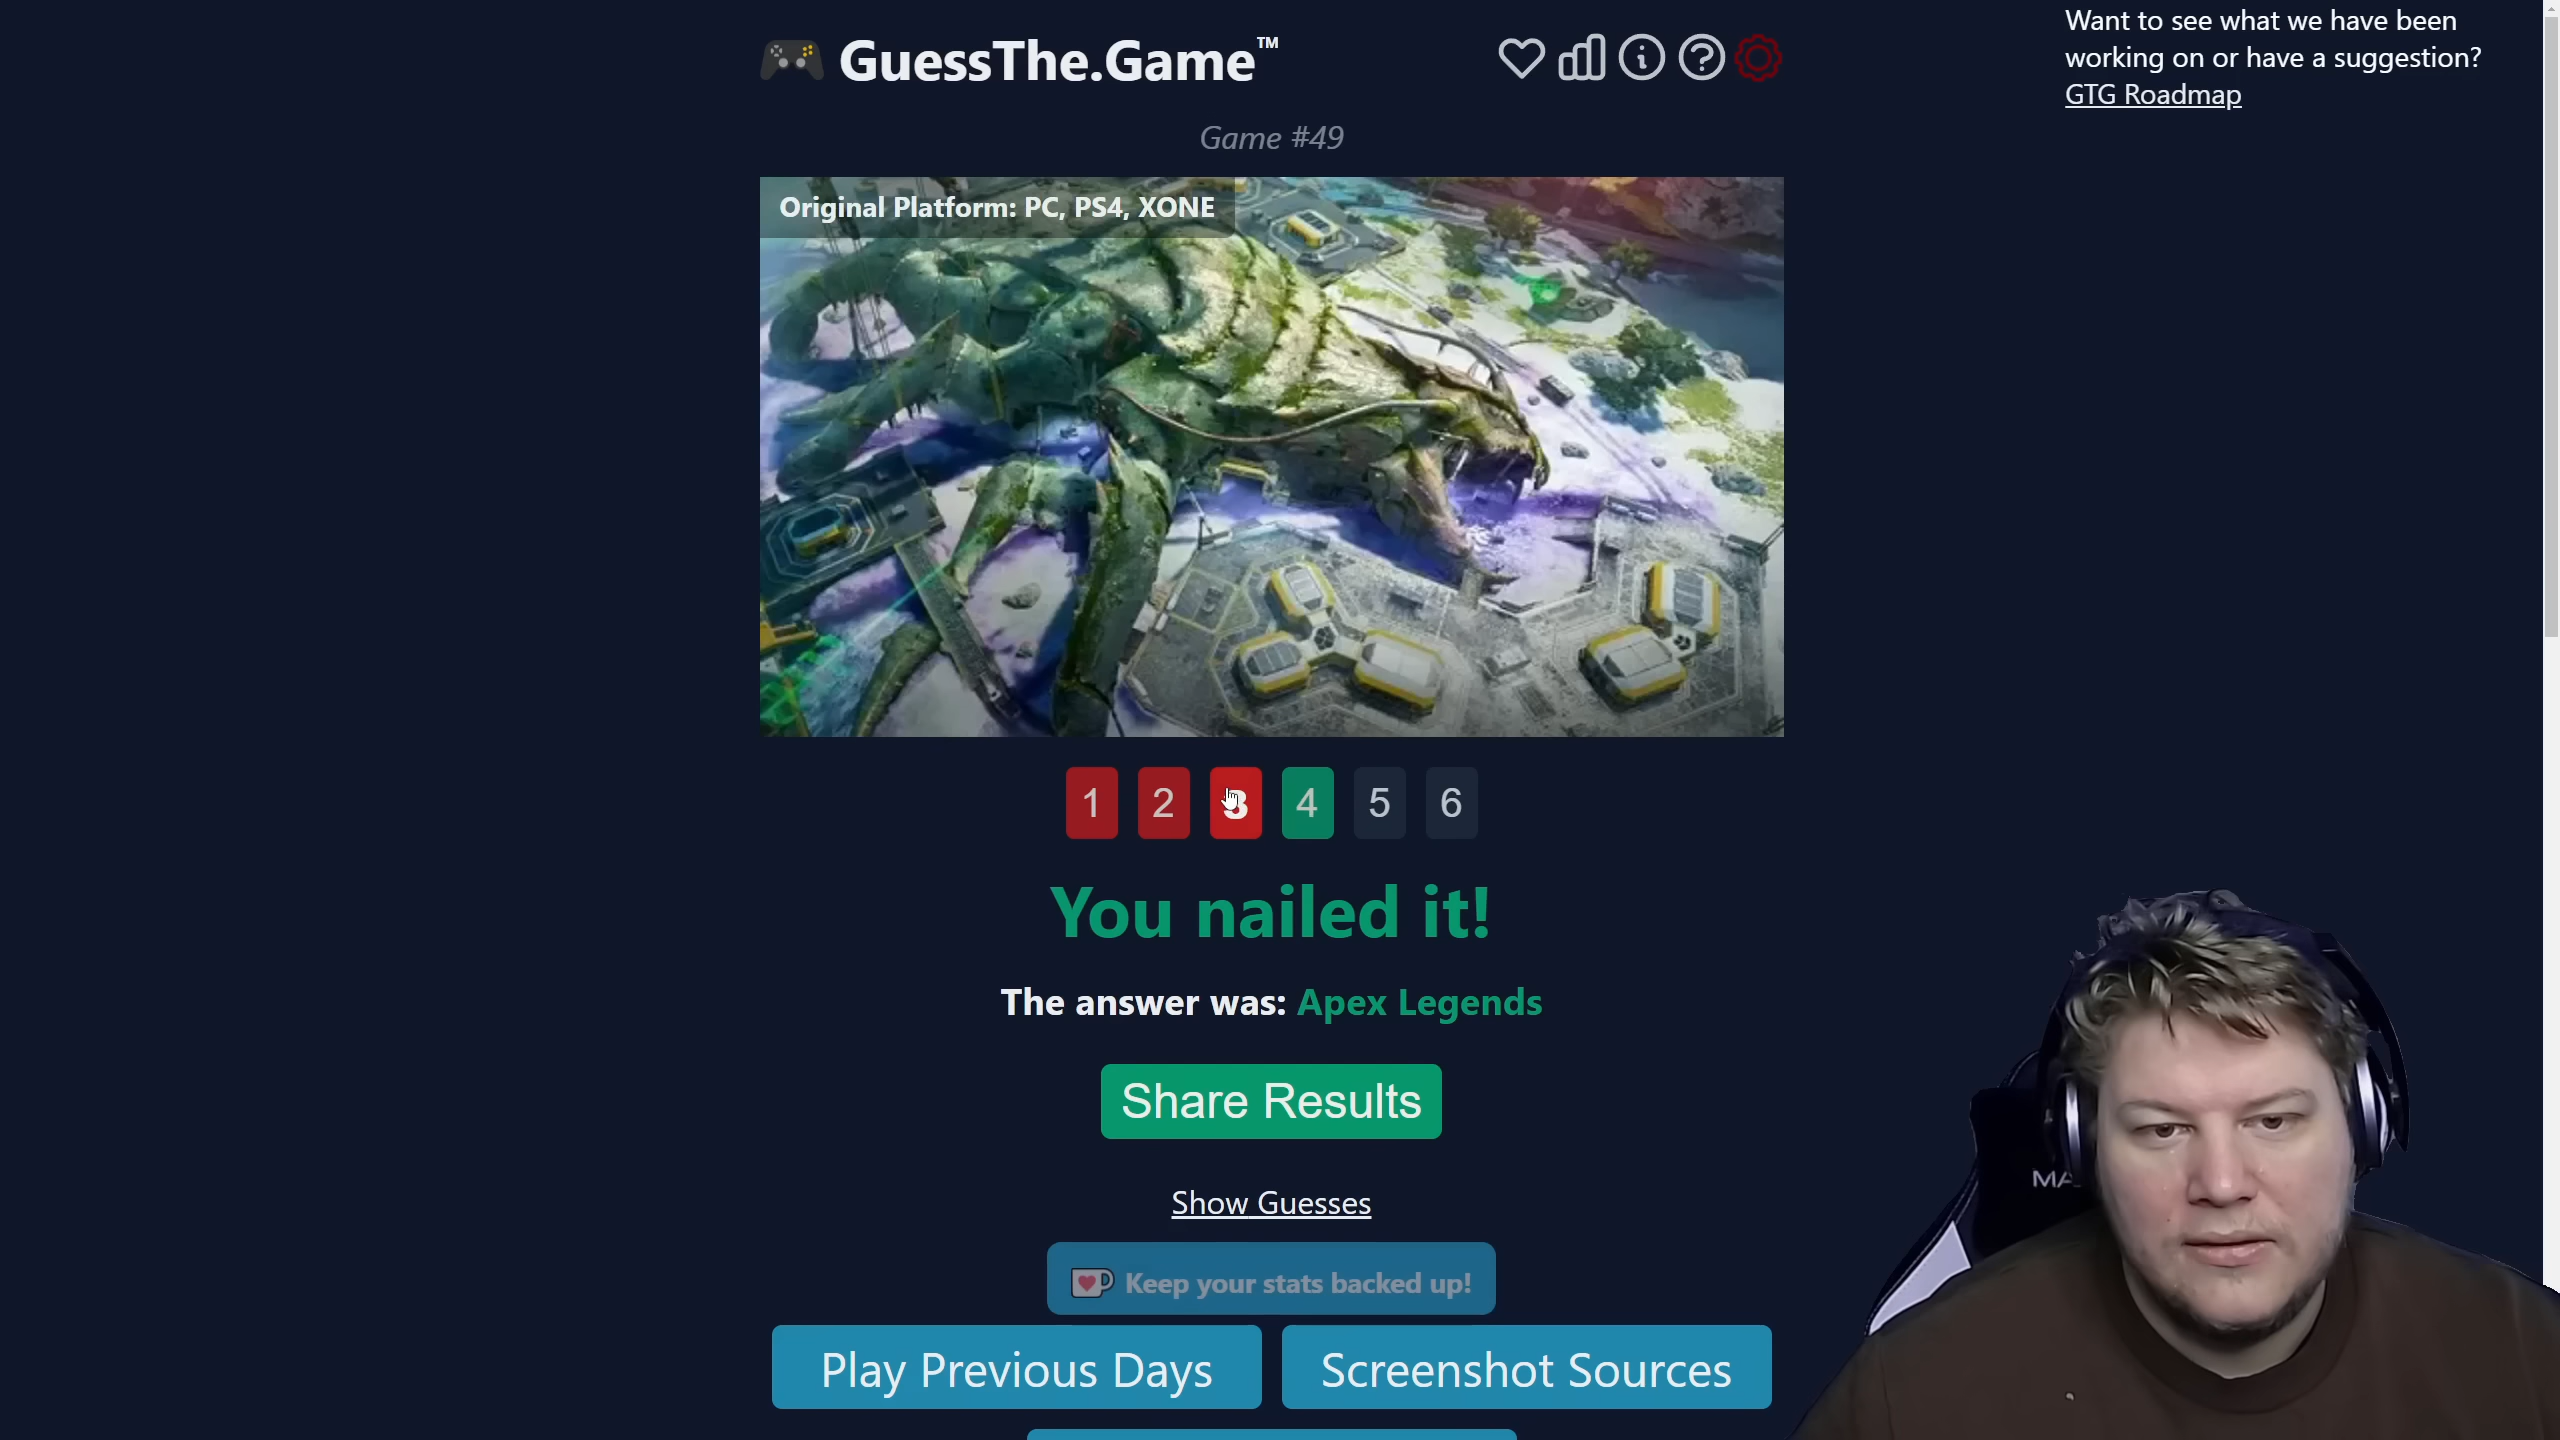 GuessThe.Game™
Want to see what we have been
working on or have a suggestion?
GTG Roadmap
Game #49
Original Platform: PC, PS4, XONE
1 2 3 4 5 6
You nailed it!
The answer was: Apex Legends
Share Results
Show Guesses
Keep your stats backed up!
Play Previous Days
Screenshot Sources